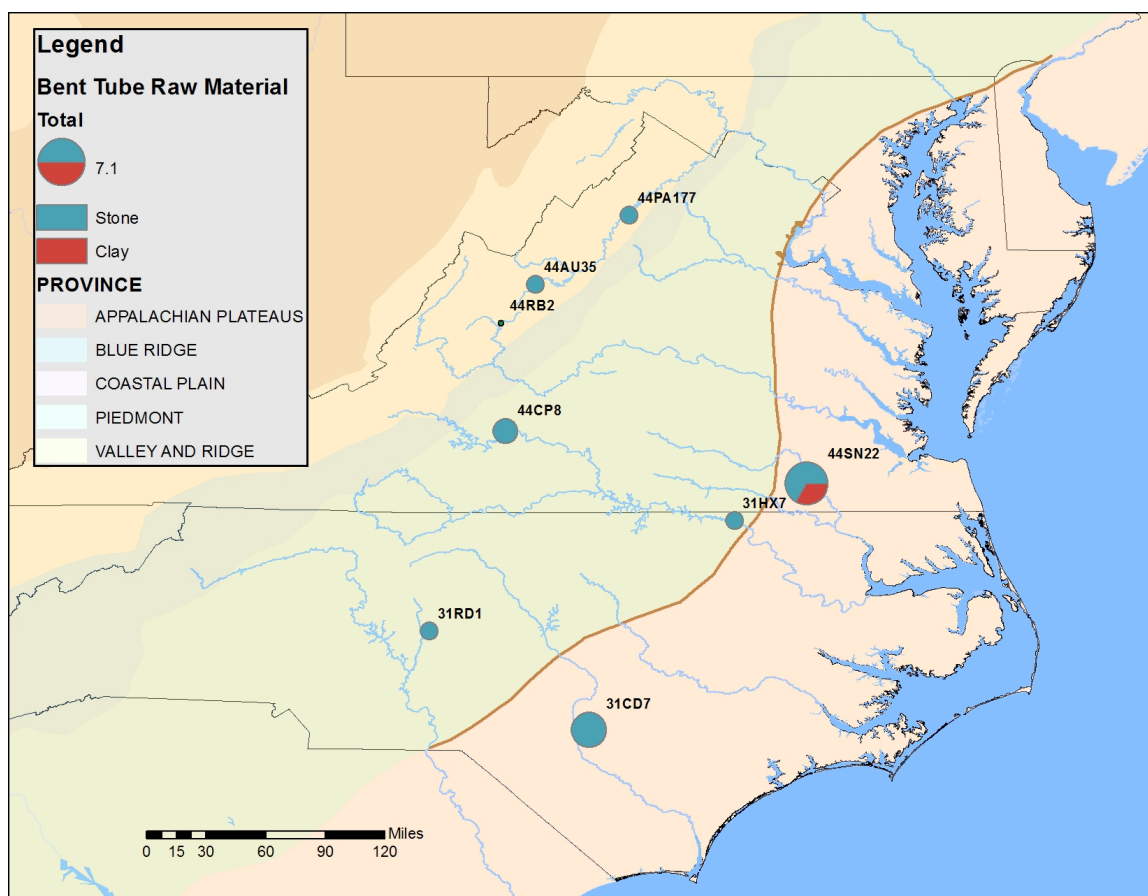 Legend
Bent Tube Raw Material
Total
7.1
Stone
Clay
PROVINCE
APPALACHIAN PLATEAUS
BLUE RIDGE
COASTAL PLAIN
PIEDMONT
VALLEY AND RIDGE
44PA177
44AU35
44RB2
44CP8
44SN22
31HX7
31RD1
31CD7
Miles
0 15 30 60 90 120